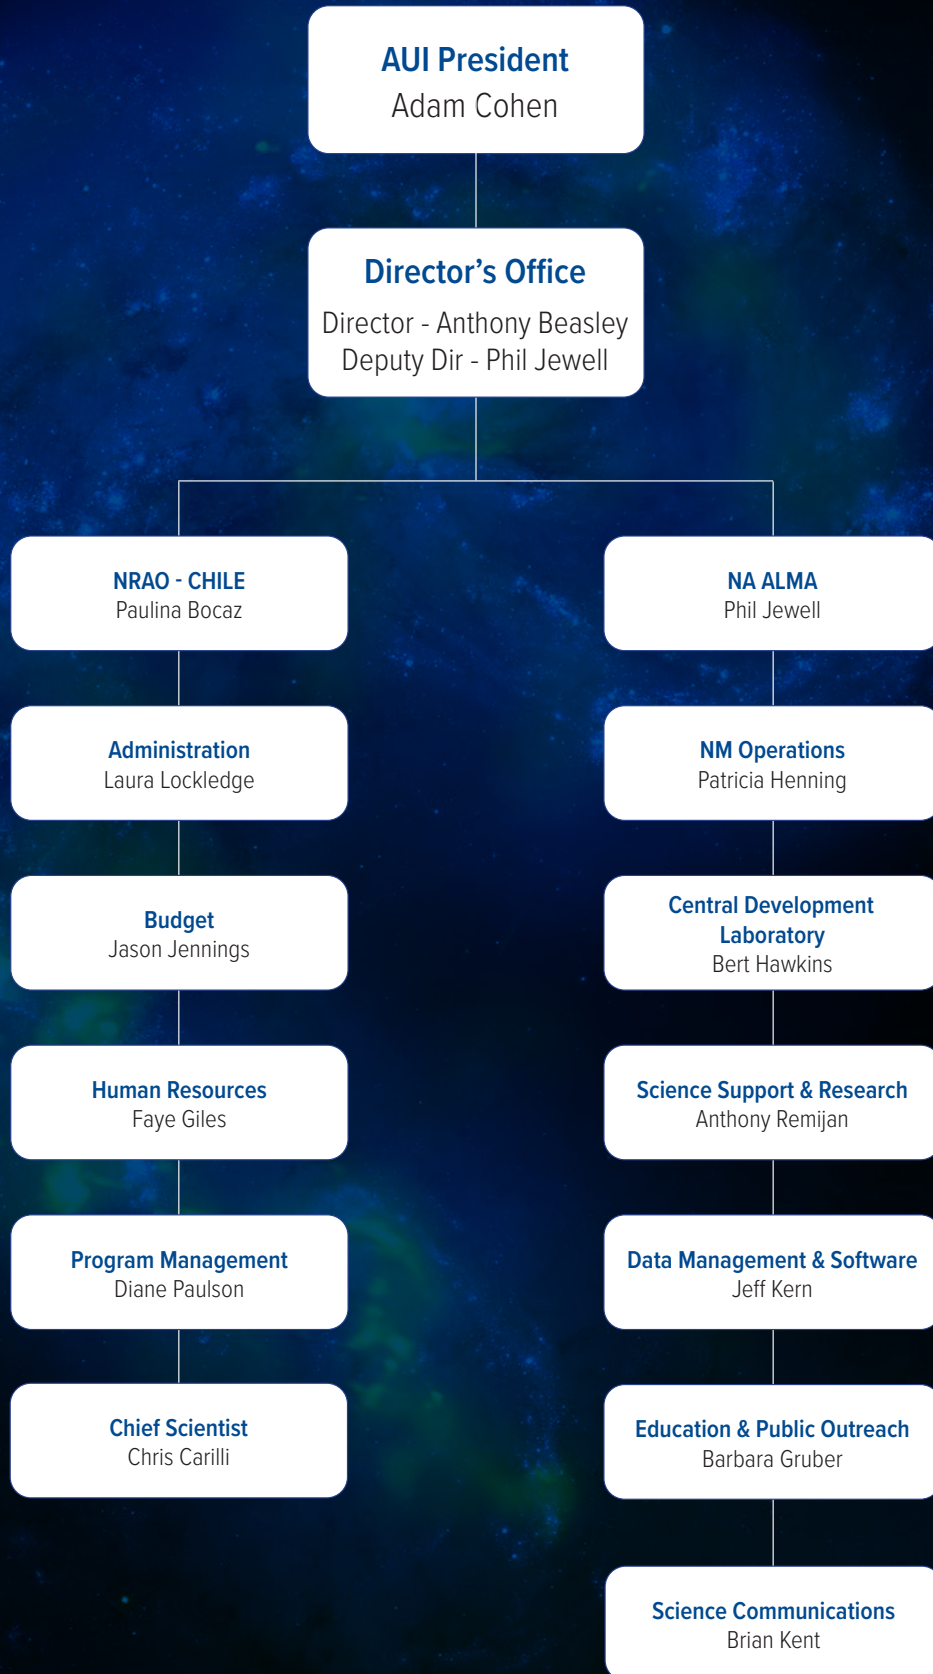 AUI President
Adam Cohen
Director’s Office
Director - Anthony Beasley
Deputy Dir - Phil Jewell
NRAO - CHILE
Paulina Bocaz
Administration
Laura Lockledge
Budget
Jason Jennings
Human Resources
Faye Giles
Program Management
Diane Paulson
Chief Scientist
Chris Carilli
NA ALMA
Phil Jewell
NM Operations
Patricia Henning
Central Development
Laboratory
Bert Hawkins
Science Support & Research
Anthony Remijan
Data Management & Software
Jeff Kern
Education & Public Outreach
Barbara Gruber
Science Communications
Brian Kent